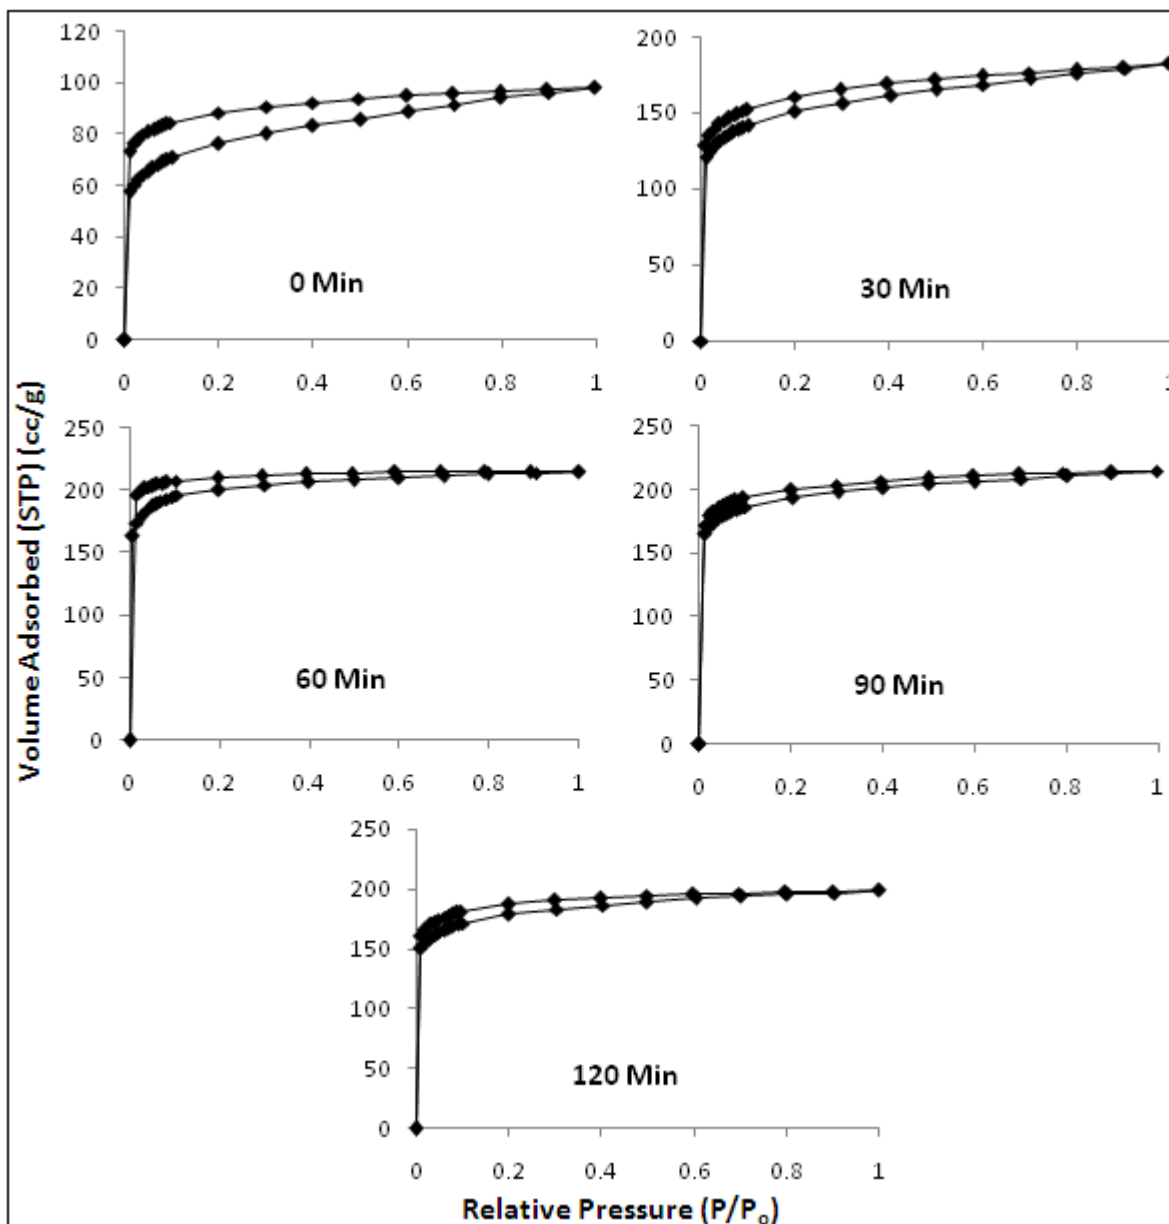 Volume Adsorbed (STP) (cc/g)
120
100
80
60
40
20
0
0 Min
0 0.2 0.4 0.6 0.8 1
200
150
100
50
0
30 Min
0 0.2 0.4 0.6 0.8 1
250
200
150
100
50
0
60 Min
0 0.2 0.4 0.6 0.8 1
250
200
150
100
50
0
90 Min
0 0.2 0.4 0.6 0.8 1
250
200
150
100
50
0
120 Min
0 0.2 0.4 0.6 0.8 1
Relative Pressure (P/Pₒ)